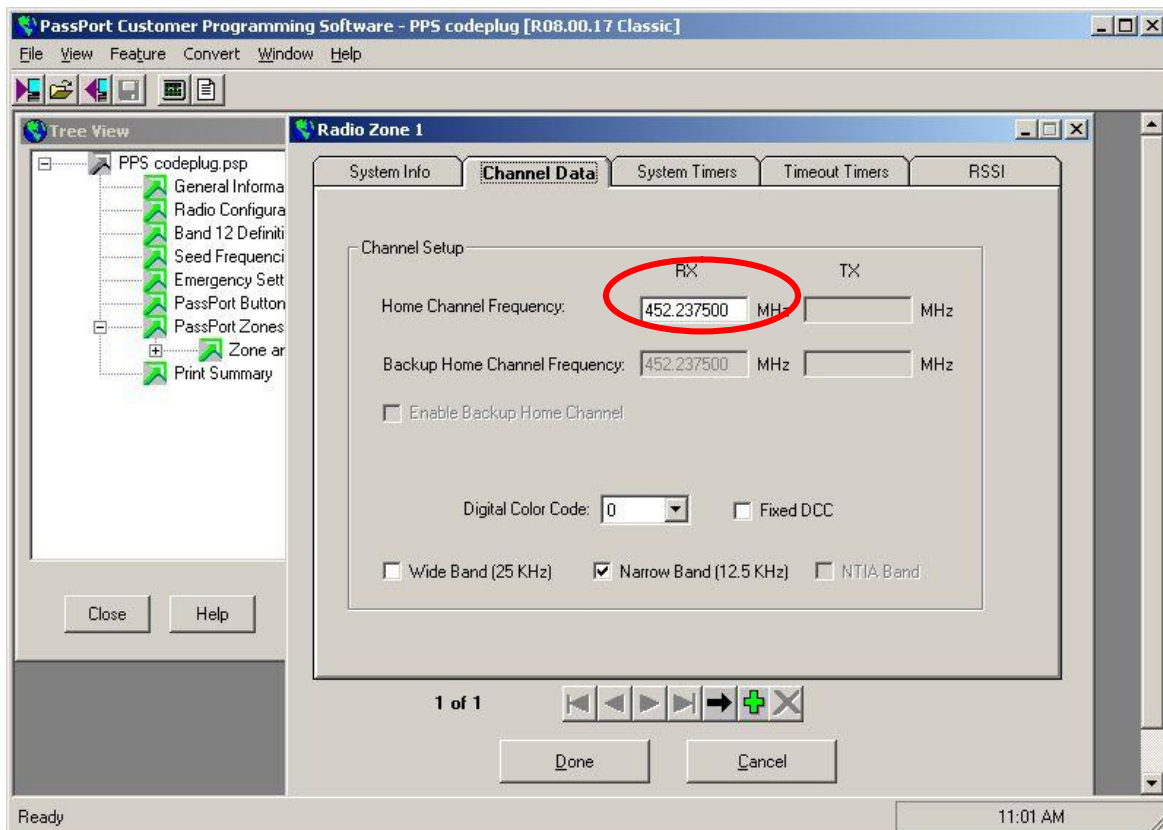 PassPort Customer Programming Software - PPS codeplug [R08.00.17 Classic]
File View Feature Convert Window Help
Tree View
PPS codeplug.psp
General Informa
Radio Configura
Band 12 Definiti
Seed Frequenci
Emergency Sett
PassPort Button
PassPort Zones
Zone ar
Print Summary
Close Help
Radio Zone 1
System Info Channel Data System Timers Timeout Timers RSSI
Channel Setup
RX TX
Home Channel Frequency: 452.237500 MHz MHz
Backup Home Channel Frequency: 452.237500 MHz MHz
Enable Backup Home Channel
Digital Color Code: 0 Fixed DCC
Wide Band (25 KHz) Narrow Band (12.5 KHz) NTIA Band
1 of 1
Done Cancel
Ready 11:01 AM